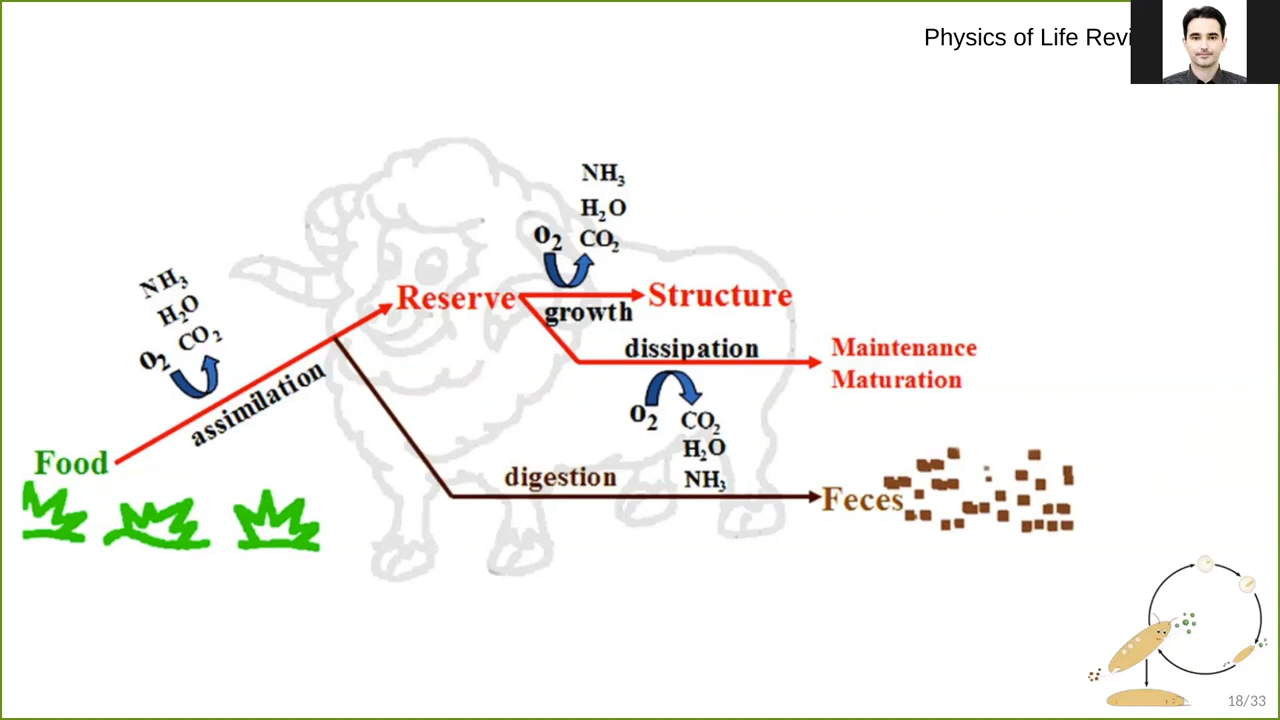 Physics of Life
NH₃
H₂O
O₂ CO₂
NH₃
H₂O
O₂ CO₂
Reserve
Structure
growth
dissipation
Maintenance
Maturation
assimilation
O₂ CO₂
H₂O
NH₃
Food
digestion
Feces
18/33